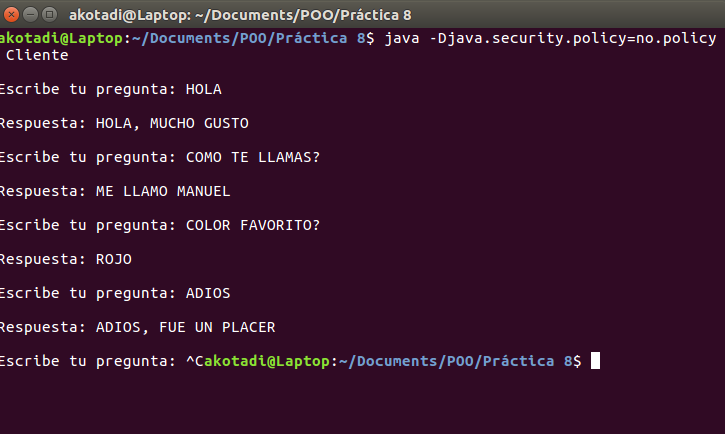 akotadi@Laptop: ~/Documents/POO/Práctica 8
akotadi@Laptop:~/Documents/POO/Práctica 8$ java -Djava.security.policy=no.policy
Cliente
Escribe tu pregunta: HOLA
Respuesta: HOLA, MUCHO GUSTO
Escribe tu pregunta: COMO TE LLAMAS?
Respuesta: ME LLAMO MANUEL
Escribe tu pregunta: COLOR FAVORITO?
Respuesta: ROJO
Escribe tu pregunta: ADIOS
Respuesta: ADIOS, FUE UN PLACER
Escribe tu pregunta: ^Cakotadi@Laptop:~/Documents/POO/Práctica 8$